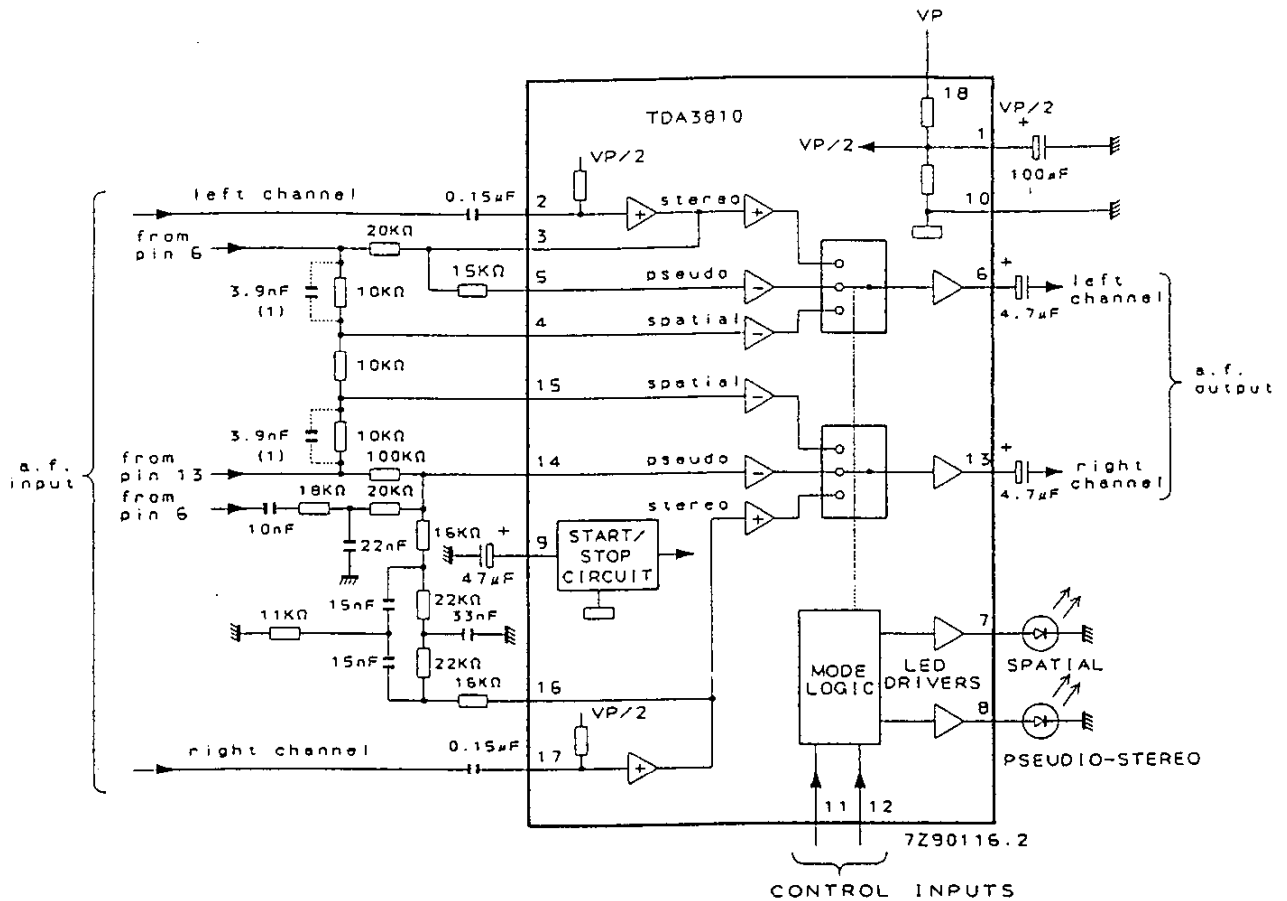 VP
18
TDA3810
VP/2
+
1
VP/2
100µF
10
VP/2
left channel
0.15µF
2
stereo
+
+
from
pin 6
20KΩ
3
15KΩ
5
pseudo
-
6
+
left
channel
4.7µF
3.9nF
(1)
10KΩ
4
spatial
-
10KΩ
15
spatial
-
a.f.
output
3.9nF
(1)
10KΩ
a.f.
input
from
pin 13
100KΩ
14
pseudo
-
13
+
right
channel
4.7µF
from
pin 6
18KΩ
20KΩ
10nF
stereo
+
22nF
16KΩ
+
47µF
9
START/
STOP
CIRCUIT
15nF
22KΩ
33nF
11KΩ
15nF
22KΩ
16KΩ
16
MODE
LOGIC
LED
DRIVERS
7
SPATIAL
8
PSEUDIO-STEREO
VP/2
right channel
0.15µF
17
+
11
12
7Z90116.2
CONTROL INPUTS